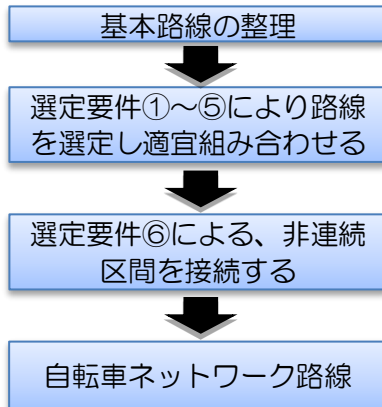 基本路線の整理
選定要件①~⑤により路線
を選定し適宜組み合わせる
選定要件⑥による、非連続
区間を接続する
自転車ネットワーク路線